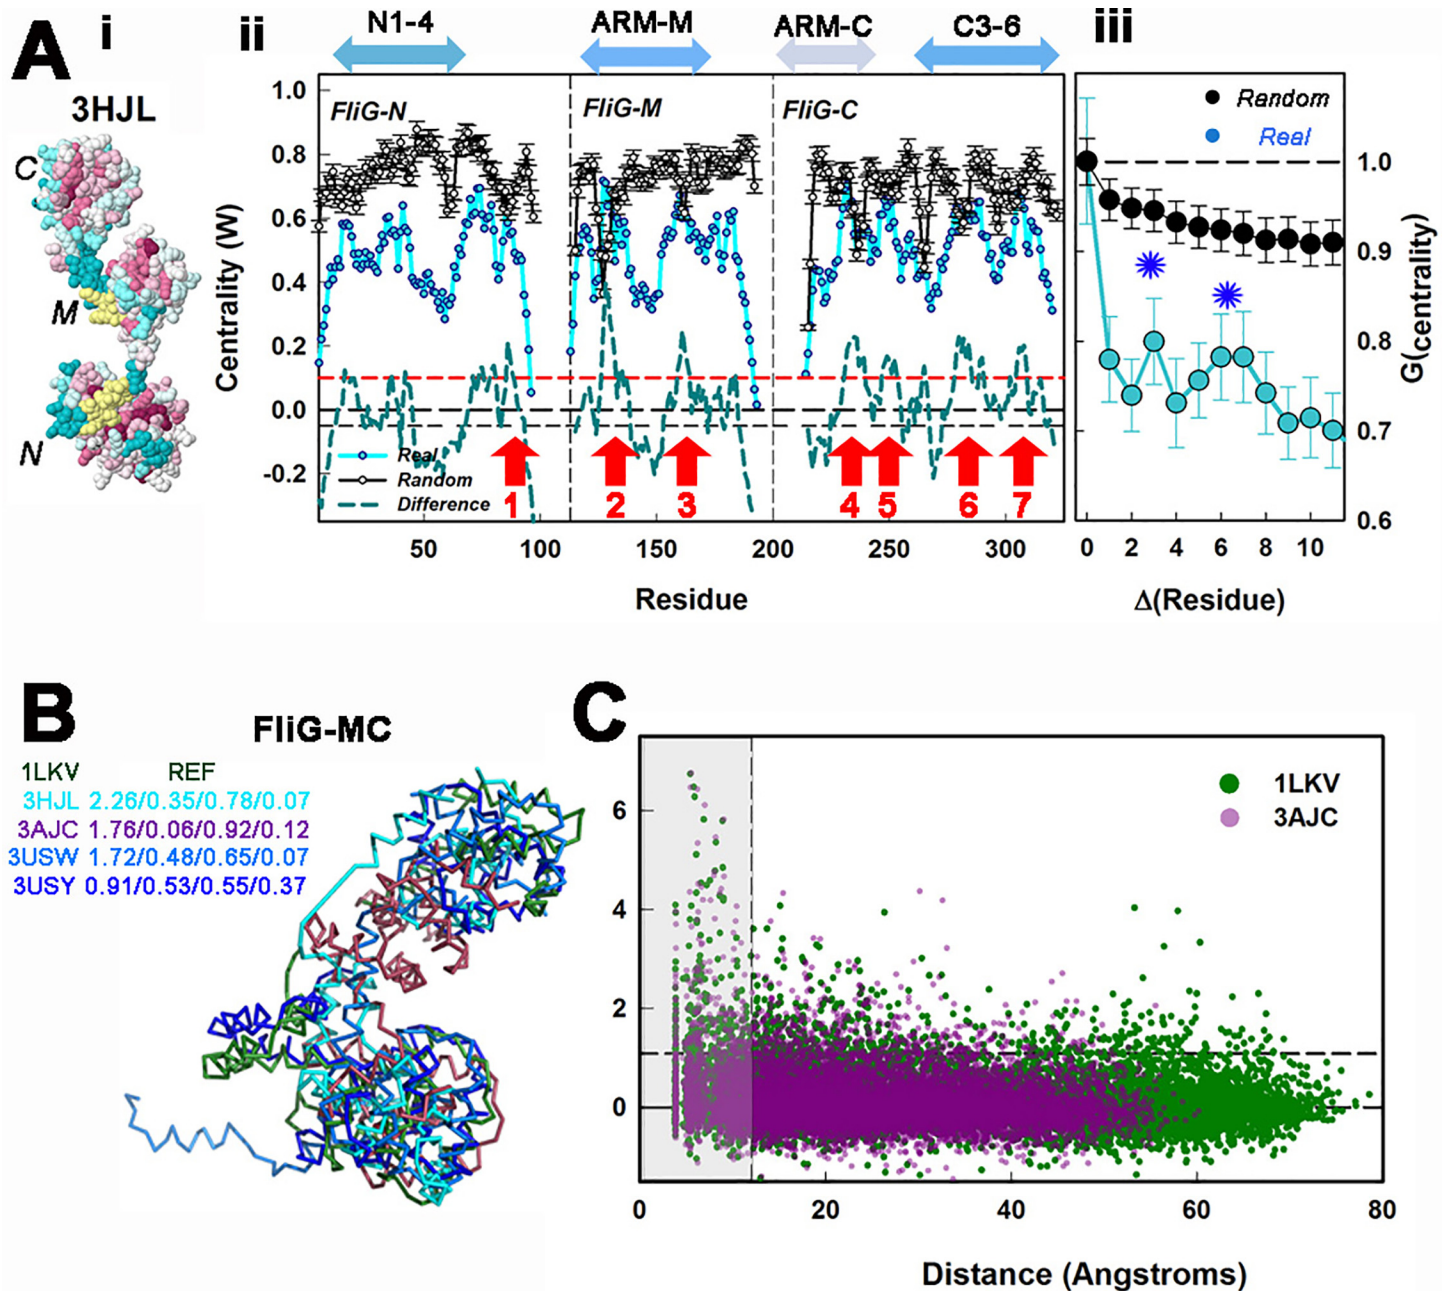 A
i
3HJL
C
M
N
ii
N1-4
ARM-M
ARM-C
C3-6
FliG-N
FliG-M
FliG-C
Centrality (W)
1.0
0.8
0.6
0.4
0.2
0.0
-0.2
Real
Random
Difference
1
2
3
4
5
6
7
50
100
150
200
250
300
Residue
iii
Random
Real
1.0
0.9
0.8
0.7
0.6
G(centrality)
0
2
4
6
8
10
Δ(Residue)
B
FliG-MC
1LKV REF
3HJL 2.26/0.35/0.78/0.07
3AJC 1.76/0.06/0.92/0.12
3USW 1.72/0.48/0.65/0.07
3USY 0.91/0.53/0.55/0.37
C
1LKV
3AJC
6
4
2
0
0
20
40
60
80
Distance (Angstroms)